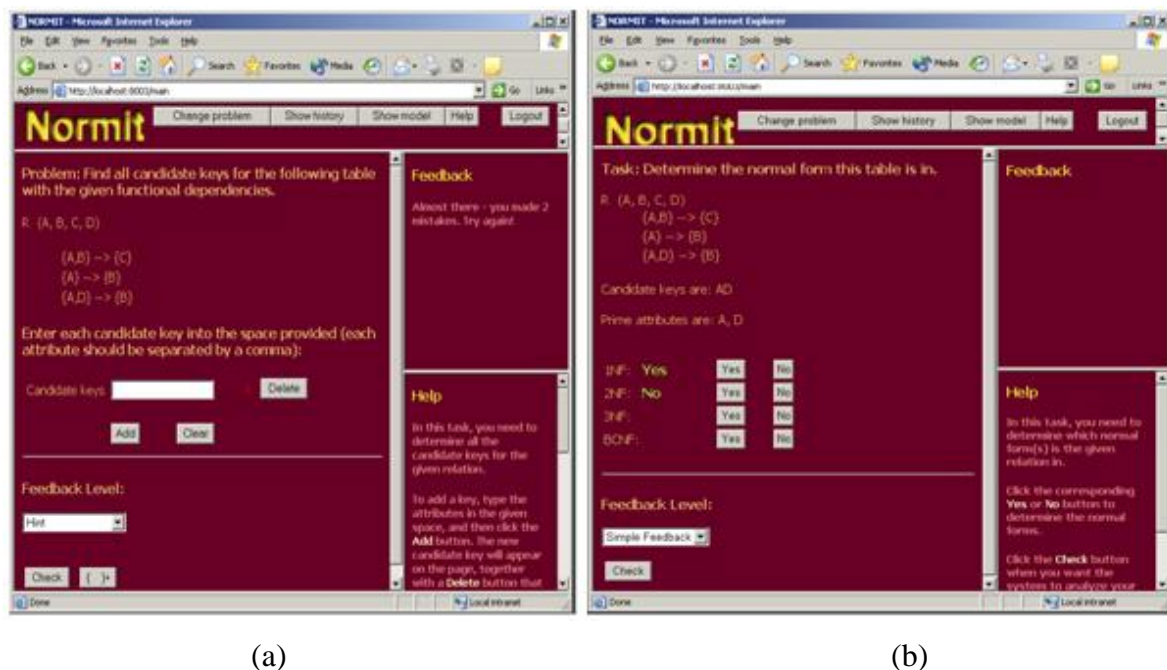 NORMIT - Microsoft Internet Explorer
File Edit View Favorites Tools Help
Back Search Favorites Media
Address http://localhost:8003/main Go Links »
Normit
Change problem Show history Show model Help Logout
Problem: Find all candidate keys for the following table
with the given functional dependencies.
R (A, B, C, D)
{A,B} --> {C}
{A} --> {B}
{A,D} --> {B}
Enter each candidate key into the space provided (each
attribute should be separated by a comma):
Candidate keys: Delete
Add Clear
Feedback Level:
Hint
Check { }+
Feedback
Almost there - you made 2
mistakes. Try again!
Help
In this task, you need to
determine all the
candidate keys for the
given relation.
To add a key, type the
attributes in the given
space, and then click the
Add button. The new
candidate key will appear
on the page, together
with a Delete button that
Done Local intranet
(a)
NORMIT - Microsoft Internet Explorer
File Edit View Favorites Tools Help
Back Search Favorites Media
Address Go Links »
Normit
Change problem Show history Show model Help Logout
Task: Determine the normal form this table is in.
R (A, B, C, D)
{A,B} --> {C}
{A} --> {B}
{A,D} --> {B}
Candidate keys are: AD
Prime attributes are: A, D
1NF: Yes Yes No
2NF: No Yes No
3NF: Yes No
BCNF: Yes No
Feedback Level:
Simple Feedback
Check
Feedback
Help
In this task, you need to
determine which normal
form(s) is the given
relation in.
Click the corresponding
Yes or No button to
determine the normal
forms.
Click the Check button
when you want the
system to analyze your
Done Local intranet
(b)